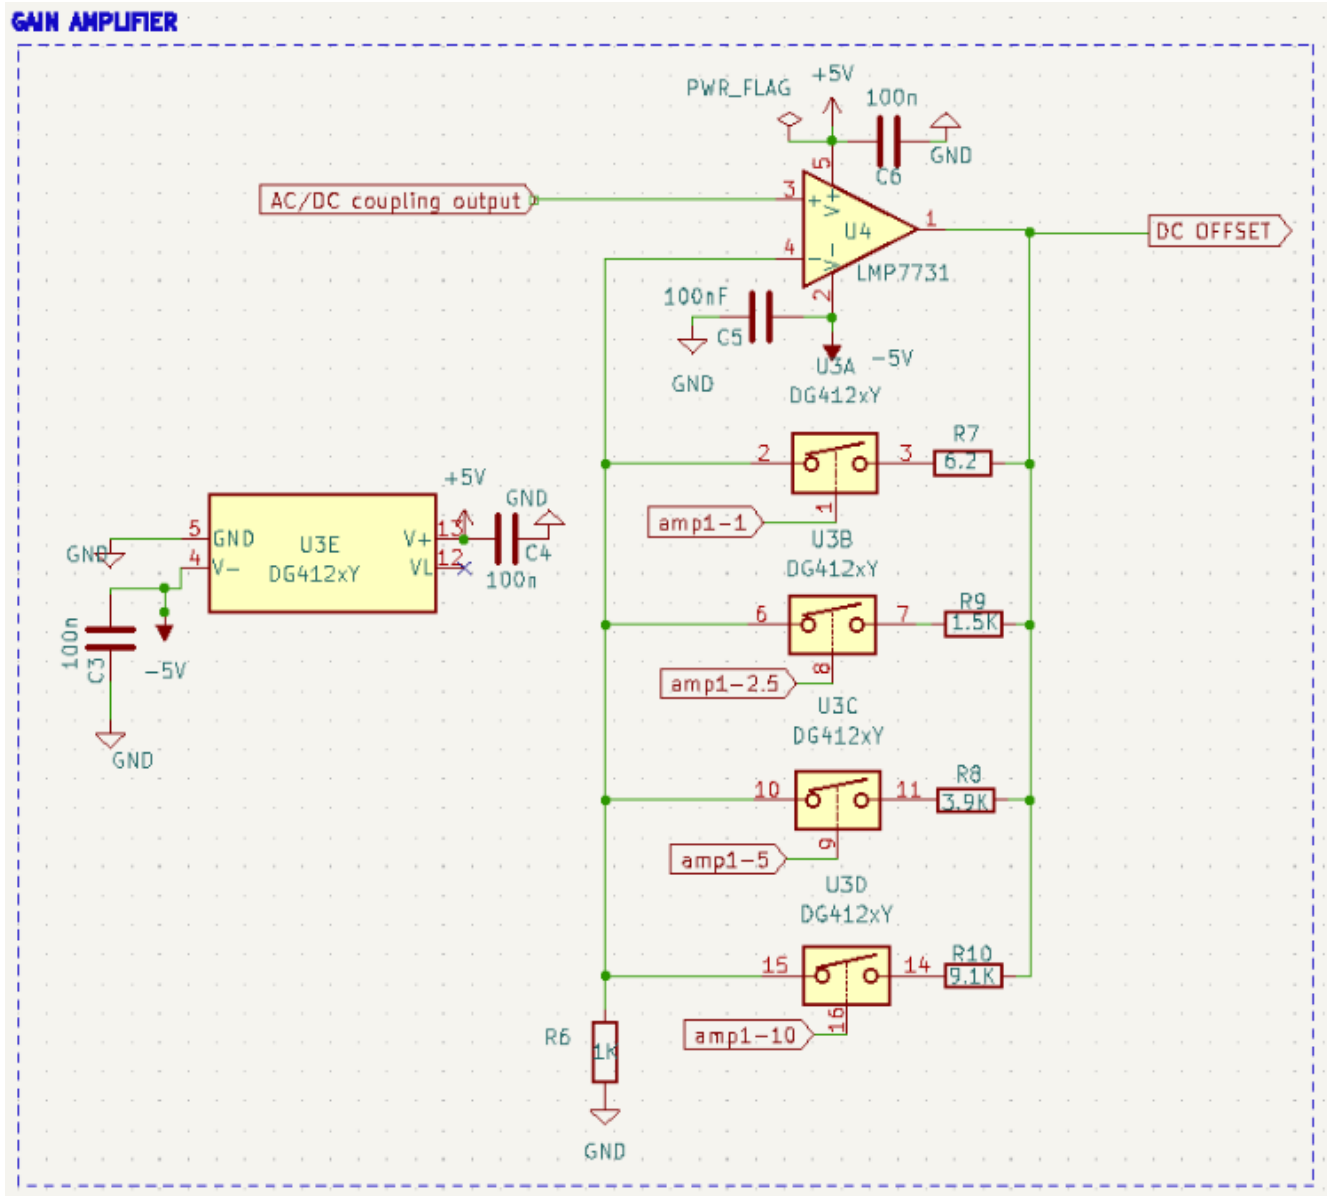 GAIN AMPLIFIER
+5V
PWR_FLAG
100n
GND
C6
5
3
AC/DC coupling output
+
V+
U4
1
DC OFFSET
4
-
V-
LMP7731
2
100nF
C5
GND
-5V
U3A
DG412xY
2
3
R7
6.2
amp1-1
1
U3B
DG412xY
6
7
R9
1.5K
amp1-2.5
8
U3C
DG412xY
10
11
R8
3.9K
amp1-5
9
U3D
DG412xY
15
14
R10
9.1K
amp1-10
16
R6
1K
GND
+5V
GND
5
GND
GND
U3E
DG412xY
V+
13
C4
100n
4
V-
VL
12
100n
C3
-5V
GND